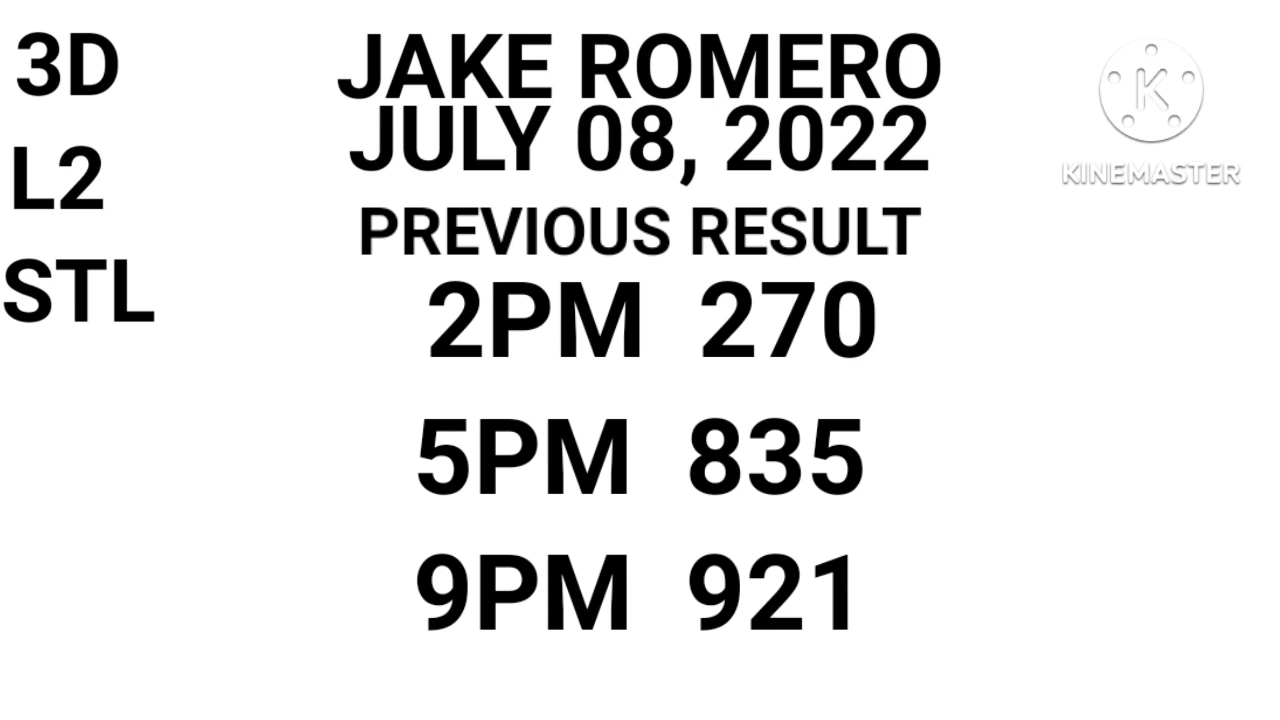 3D
L2
STL
JAKE ROMERO
JULY 08, 2022
PREVIOUS RESULT
2PM 270
5PM 835
9PM 921
K
KINEMASTER